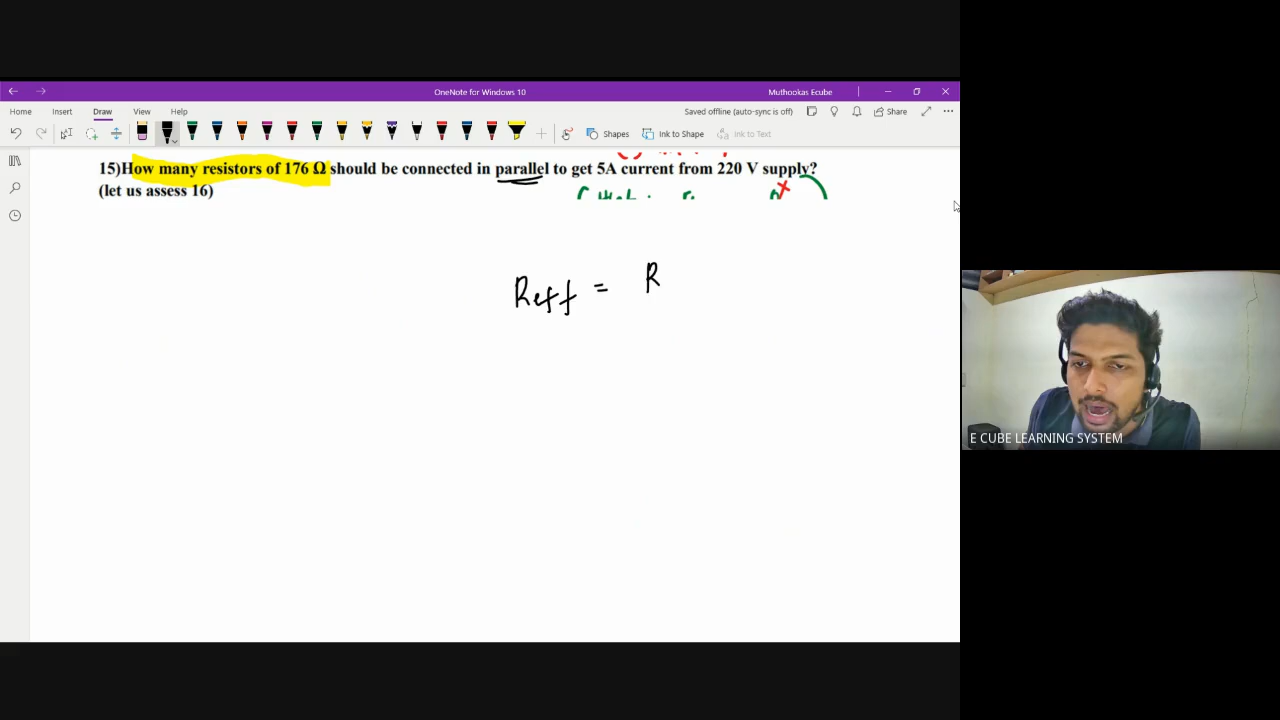 OneNote for Windows 10
Muthookas Ecube
Home Insert Draw View Help
Saved offline (auto-sync is off)
Share
Shapes
Ink to Shape
Ink to Text
15)How many resistors of 176 Ω should be connected in parallel to get 5A current from 220 V supply?
(let us assess 16)
Reff = R
E CUBE LEARNING SYSTEM